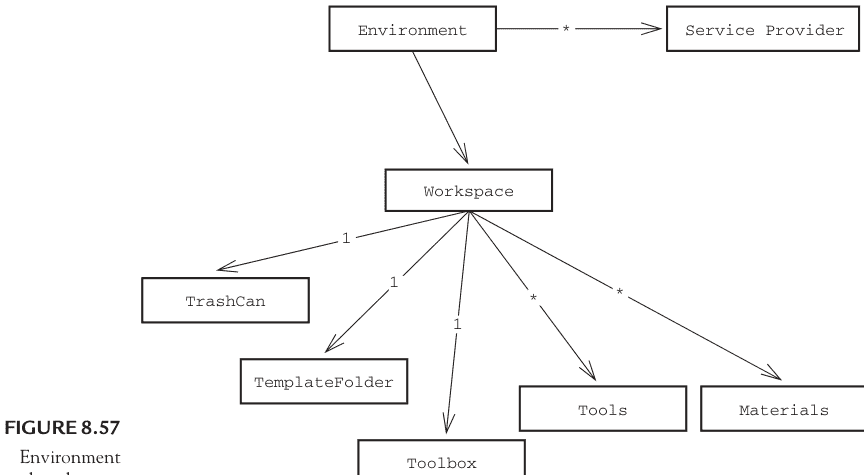 Environment
*
Service Provider
Workspace
1
TrashCan
1
TemplateFolder
1
*
*
Tools
Materials
Toolbox
FIGURE 8.57
Environment